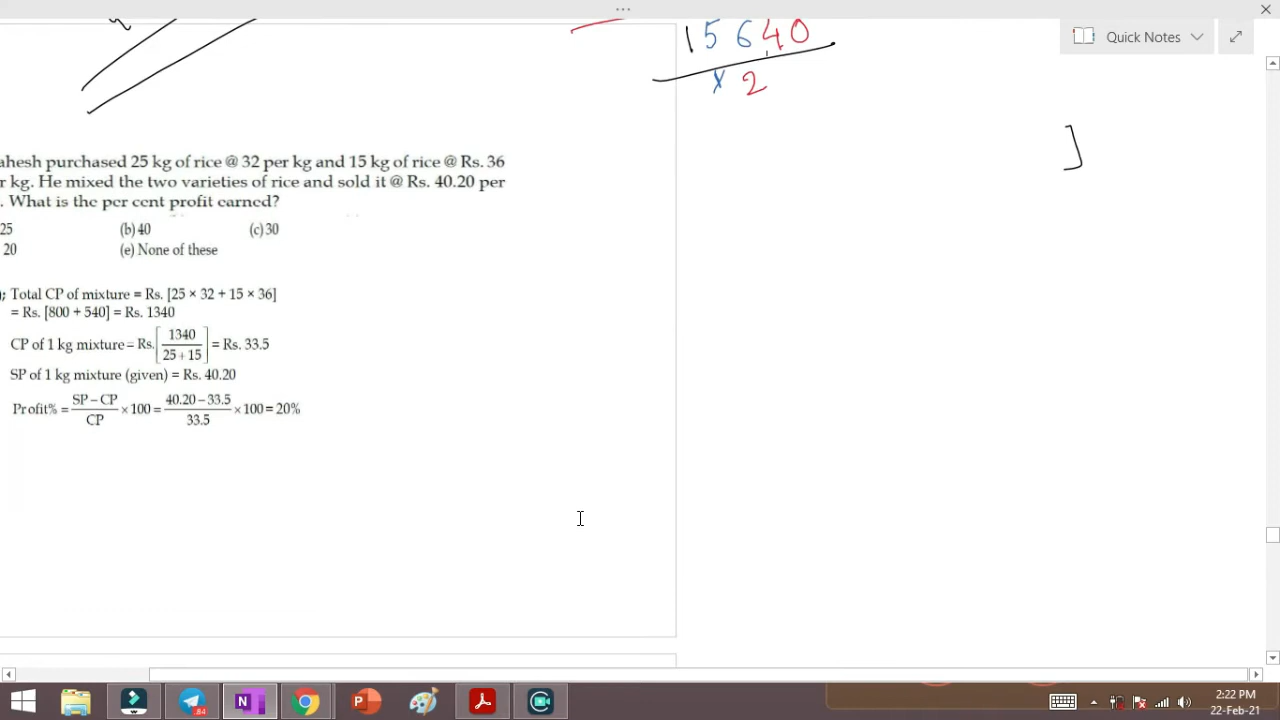 Quick Notes
15640
x 2
ahesh purchased 25 kg of rice @ 32 per kg and 15 kg of rice @ Rs. 36
r kg. He mixed the two varieties of rice and sold it @ Rs. 40.20 per
. What is the per cent profit earned?
25 (b) 40 (c) 30
20 (e) None of these
); Total CP of mixture = Rs. [25 × 32 + 15 × 36]
= Rs. [800 + 540] = Rs. 1340
CP of 1 kg mixture = Rs. [1340 / 25 + 15] = Rs. 33.5
SP of 1 kg mixture (given) = Rs. 40.20
Profit% = SP – CP / CP × 100 = 40.20 – 33.5 / 33.5 × 100 = 20%
84
2:22 PM
22-Feb-21